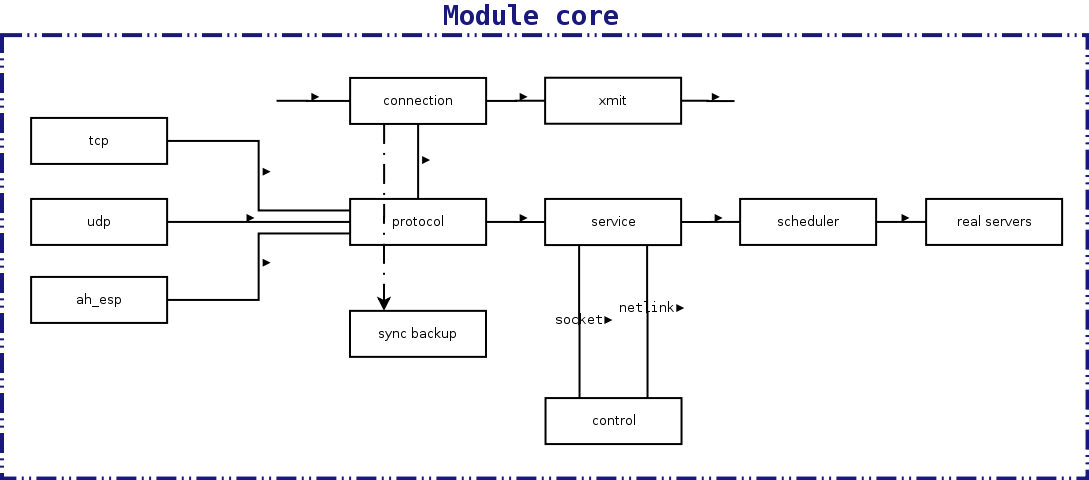 Module core
connection
xmit
tcp
udp
protocol
service
scheduler
real servers
ah_esp
netlink
socket
sync backup
control